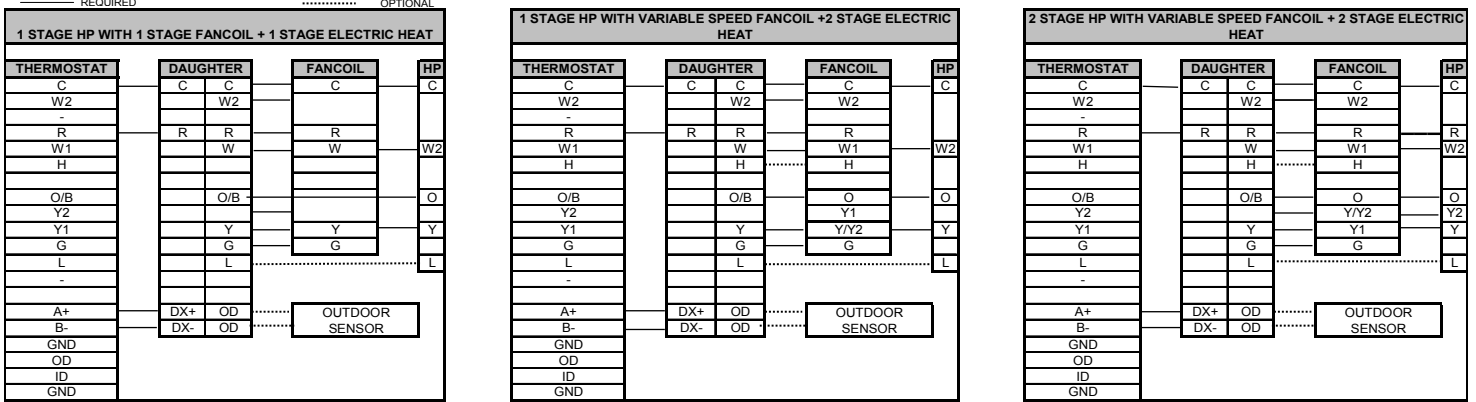 REQUIRED OPTIONAL
1 STAGE HP WITH 1 STAGE FANCOIL + 1 STAGE ELECTRIC HEAT
THERMOSTAT DAUGHTER FANCOIL HP
C C C C C
W2 W2
-
R R R R
W1 W W W2
H
O/B O/B O
Y2
Y1 Y Y Y
G G G
L L L
-
A+ DX+ OD OUTDOOR
B- DX- OD SENSOR
GND
OD
ID
GND
1 STAGE HP WITH VARIABLE SPEED FANCOIL +2 STAGE ELECTRIC
HEAT
THERMOSTAT DAUGHTER FANCOIL HP
C C C C C
W2 W2 W2
-
R R R R
W1 W W1 W2
H H H
O/B O/B O O
Y2 Y1
Y1 Y Y/Y2 Y
G G G
L L L
-
A+ DX+ OD OUTDOOR
B- DX- OD SENSOR
GND
OD
ID
GND
2 STAGE HP WITH VARIABLE SPEED FANCOIL + 2 STAGE ELECTRIC
HEAT
THERMOSTAT DAUGHTER FANCOIL HP
C C C C C
W2 W2 W2
-
R R R R R
W1 W W1 W2
H H H
O/B O/B O O
Y2 Y/Y2 Y2
Y1 Y Y1 Y
G G G
L L L
-
A+ DX+ OD OUTDOOR
B- DX- OD SENSOR
GND
OD
ID
GND